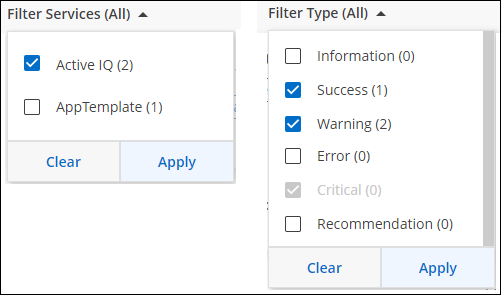 Filter Services (All)
Active IQ (2)
AppTemplate (1)
Clear Apply
Filter Type (All)
Information (0)
Success (1)
Warning (2)
Error (0)
Critical (0)
Recommendation (0)
Clear Apply